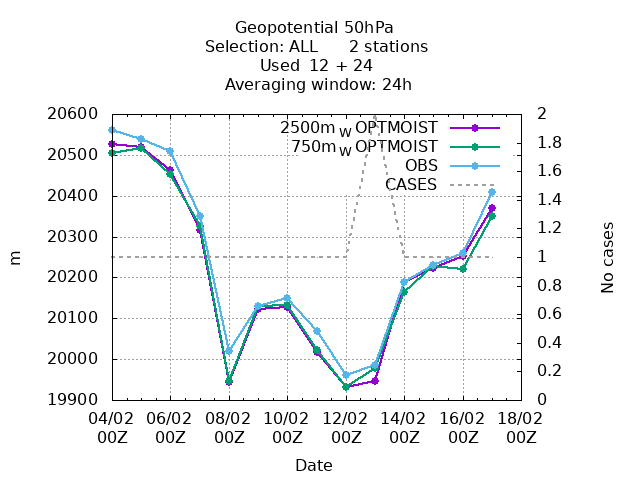 Geopotential 50hPa
Selection: ALL 2 stations
Used 12 + 24
Averaging window: 24h
20600 2
2500m W OPTMOIST
750m W OPTMOIST
OBS
CASES
20500 1.8
20400 1.6
20300 1.4
20200 1.2
20100 1
20000 0.8
19900 0.6
0.4
0.2
0
m
No cases
04/02 06/02 08/02 10/02 12/02 14/02 16/02 18/02
00Z 00Z 00Z 00Z 00Z 00Z 00Z 00Z
Date